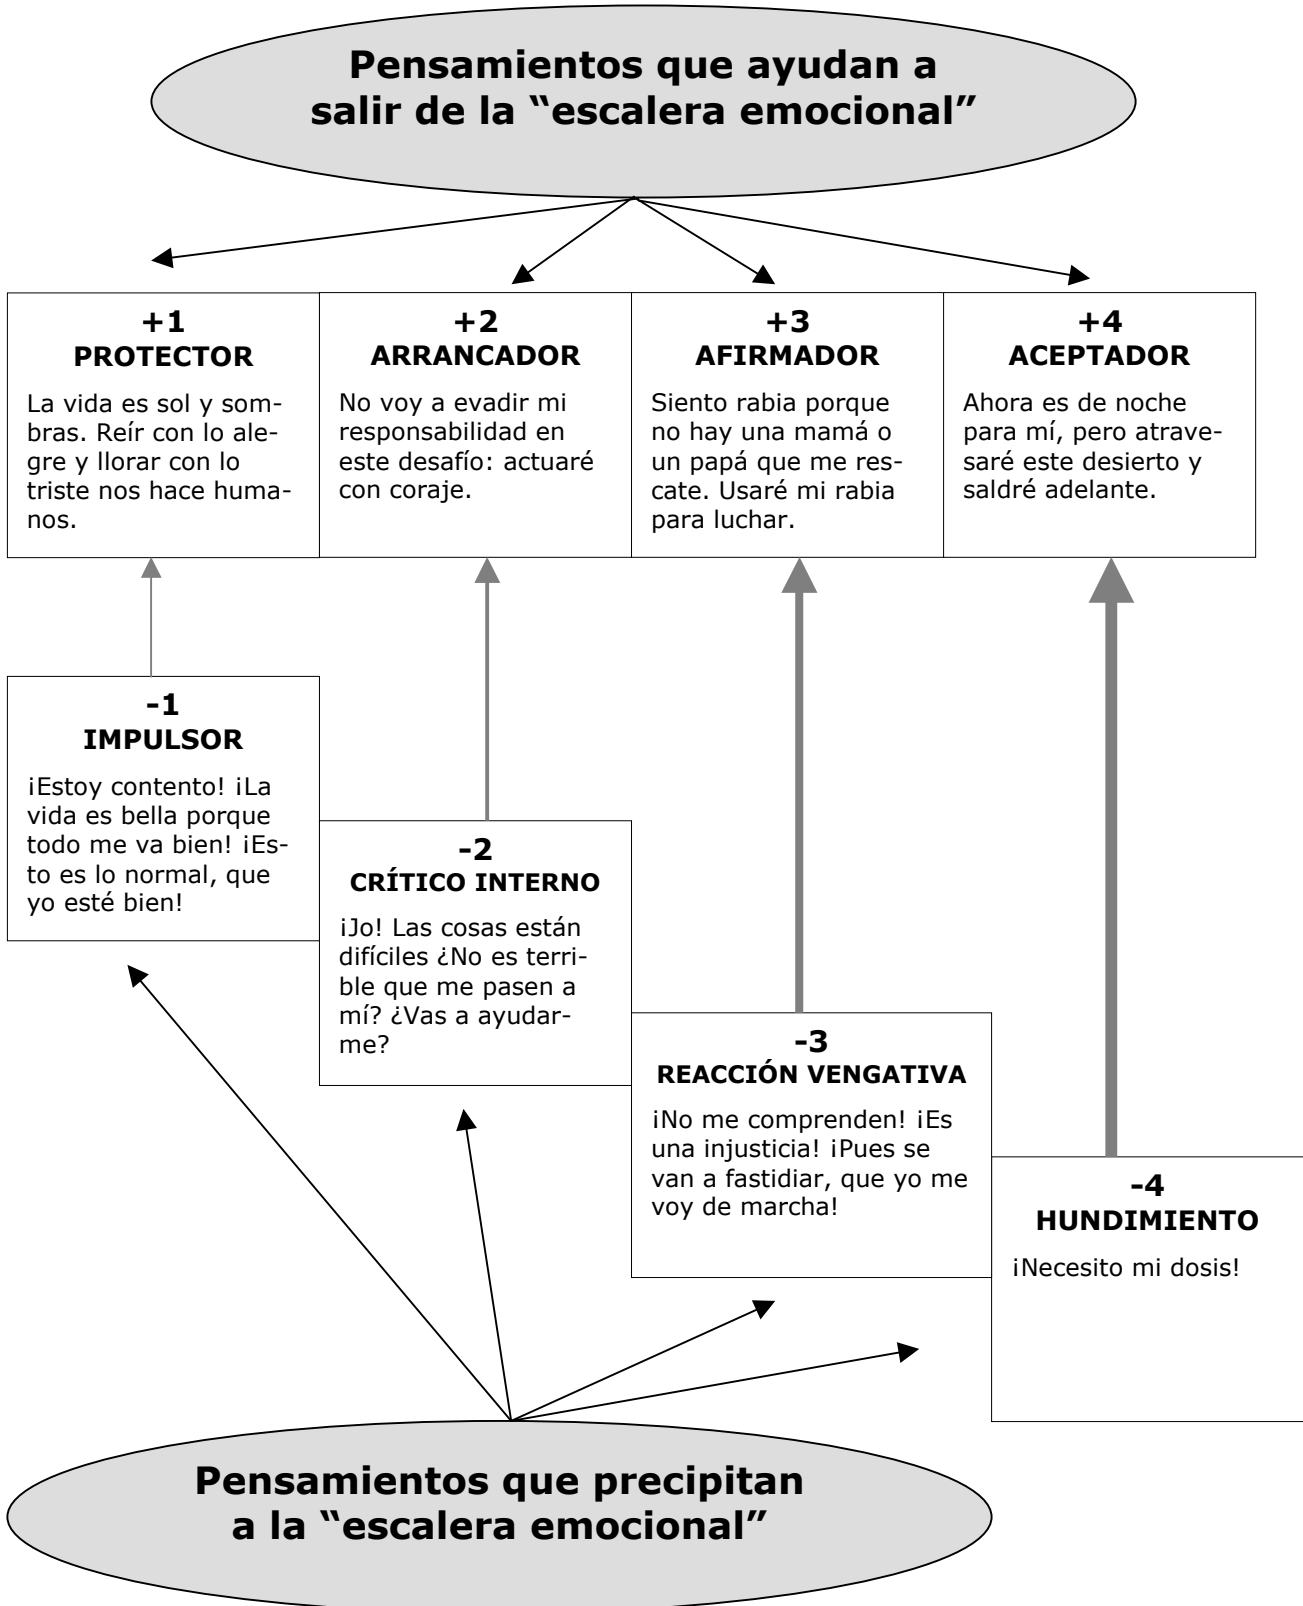 Pensamientos que ayudan a
salir de la “escalera emocional”
+1
PROTECTOR
La vida es sol y som-
bras. Reír con lo ale-
gre y llorar con lo
triste nos hace huma-
nos.
+2
ARRANCADOR
No voy a evadir mi
responsabilidad en
este desafío: actuaré
con coraje.
+3
AFIRMADOR
Siento rabia porque
no hay una mamá o
un papá que me res-
cate. Usaré mi rabia
para luchar.
+4
ACEPTADOR
Ahora es de noche
para mí, pero atrave-
saré este desierto y
saldré adelante.
-1
IMPULSOR
¡Estoy contento! ¡La
vida es bella porque
todo me va bien! ¡Es-
to es lo normal, que
yo esté bien!
-2
CRÍTICO INTERNO
¡Jo! Las cosas están
difíciles ¿No es terri-
ble que me pasen a
mí? ¿Vas a ayudar-
me?
-3
REACCIÓN VENGATIVA
¡No me comprenden! ¡Es
una injusticia! ¡Pues se
van a fastidiar, que yo me
voy de marcha!
-4
HUNDIMIENTO
¡Necesito mi dosis!
Pensamientos que precipitan
a la “escalera emocional”